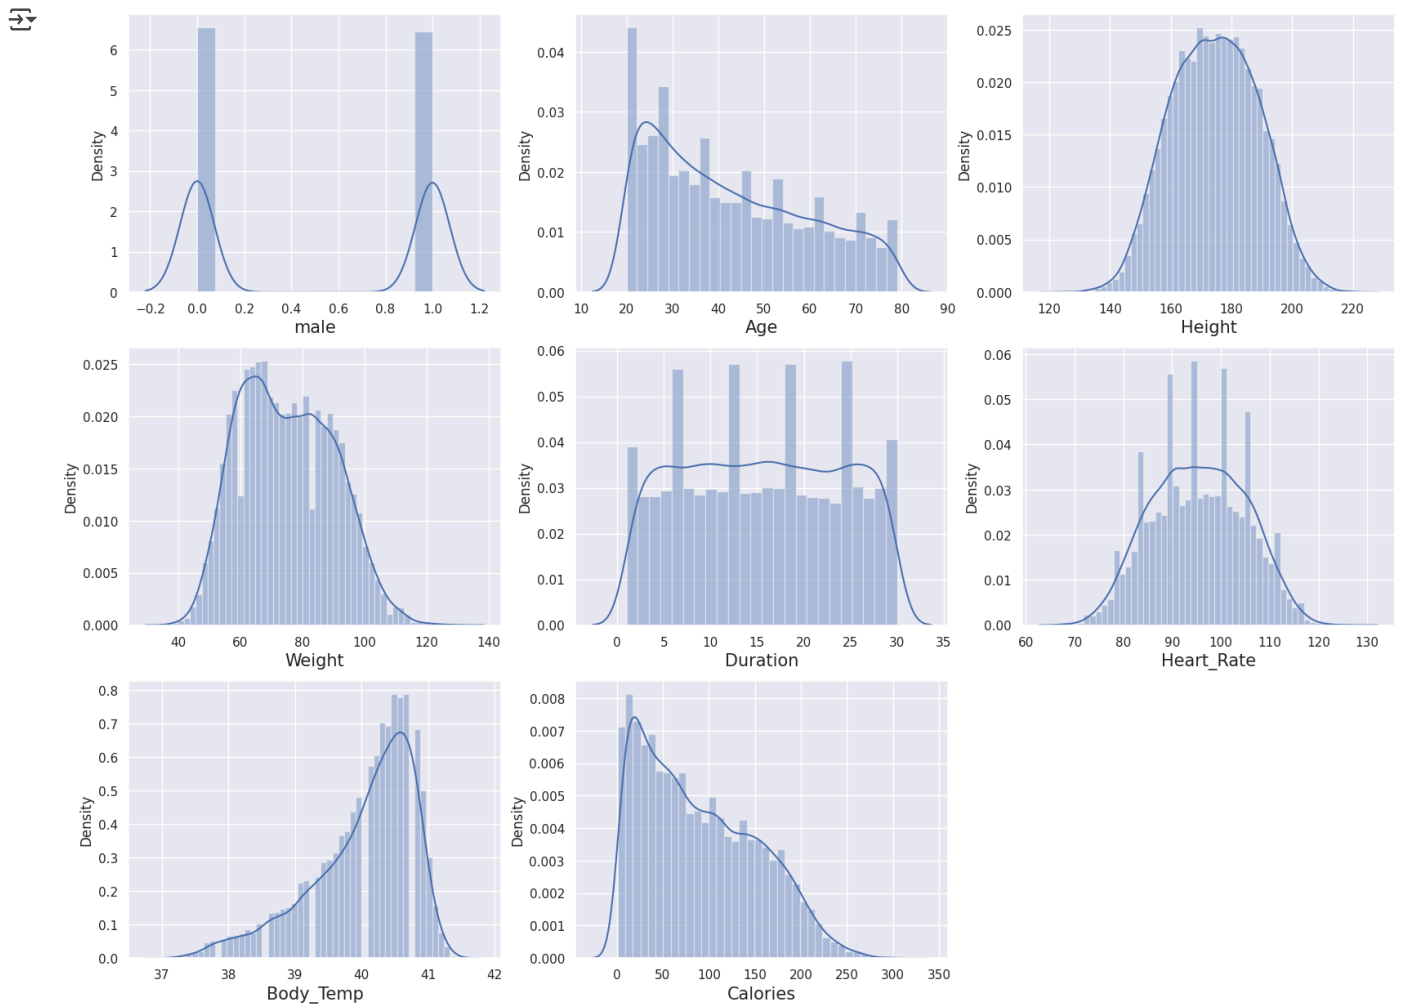 Density
6
5
4
3
2
1
0
−0.2 0.0 0.2 0.4 0.6 0.8 1.0 1.2
male
Density
0.04
0.03
0.02
0.01
0.00
10 20 30 40 50 60 70 80 90
Age
Density
0.025
0.020
0.015
0.010
0.005
0.000
120 140 160 180 200 220
Height
Density
0.025
0.020
0.015
0.010
0.005
0.000
40 60 80 100 120 140
Weight
Density
0.06
0.05
0.04
0.03
0.02
0.01
0.00
0 5 10 15 20 25 30 35
Duration
Density
0.06
0.05
0.04
0.03
0.02
0.01
0.00
60 70 80 90 100 110 120 130
Heart_Rate
Density
0.8
0.7
0.6
0.5
0.4
0.3
0.2
0.1
0.0
37 38 39 40 41 42
Body_Temp
Density
0.008
0.007
0.006
0.005
0.004
0.003
0.002
0.001
0.000
0 50 100 150 200 250 300 350
Calories